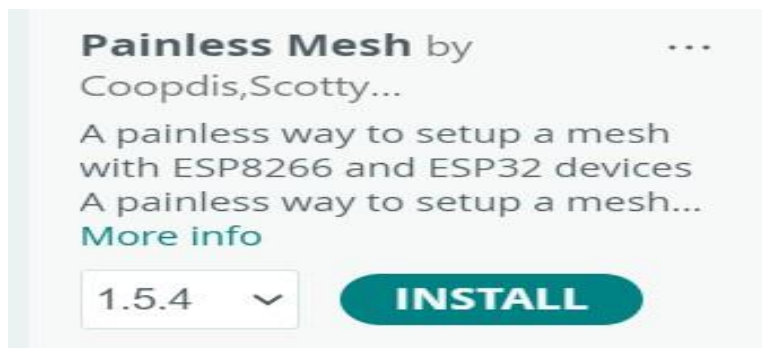 Painless Mesh by ...
Coopdis,Scotty...
A painless way to setup a mesh
with ESP8266 and ESP32 devices
A painless way to setup a mesh...
More info
1.5.4 INSTALL